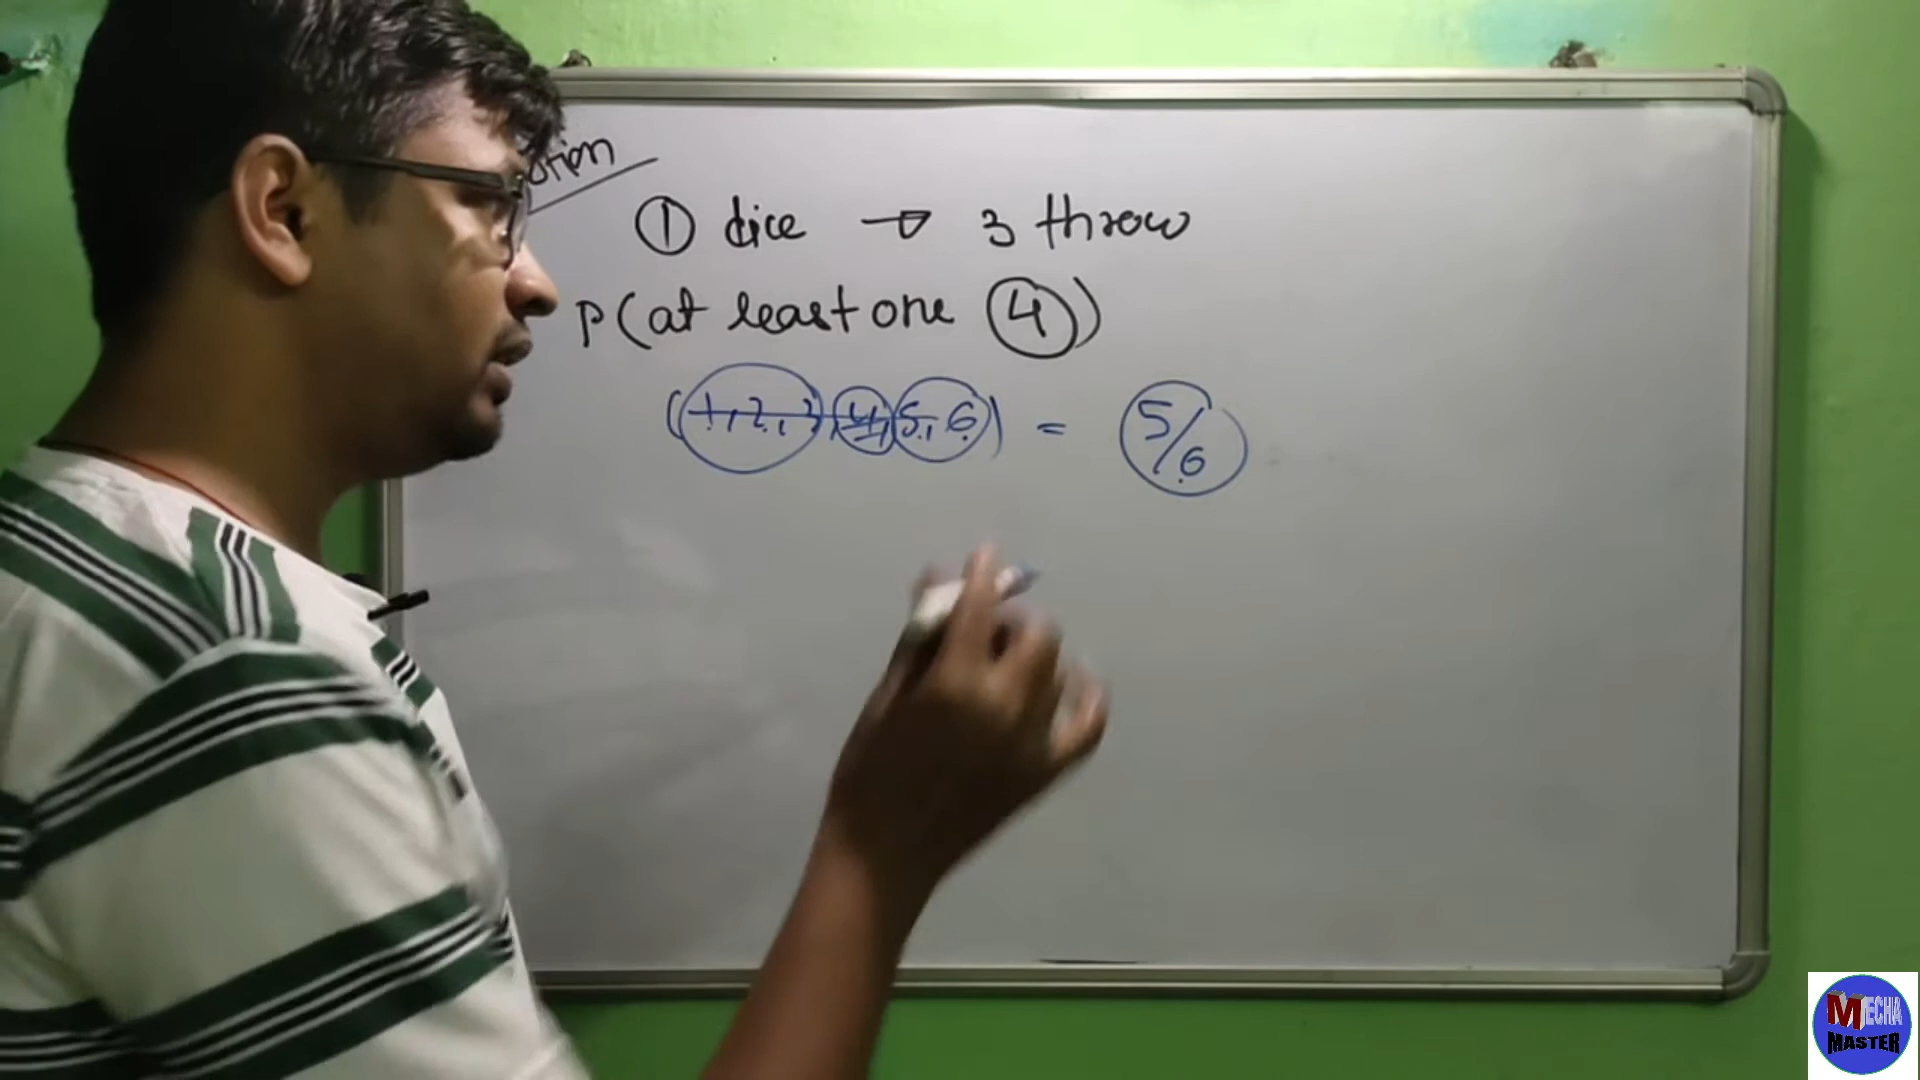 ① dice → 3 throw
P(at least one ④)
(1, 2, 3, 4, 5, 6) = 5/6
MECHA
MASTER